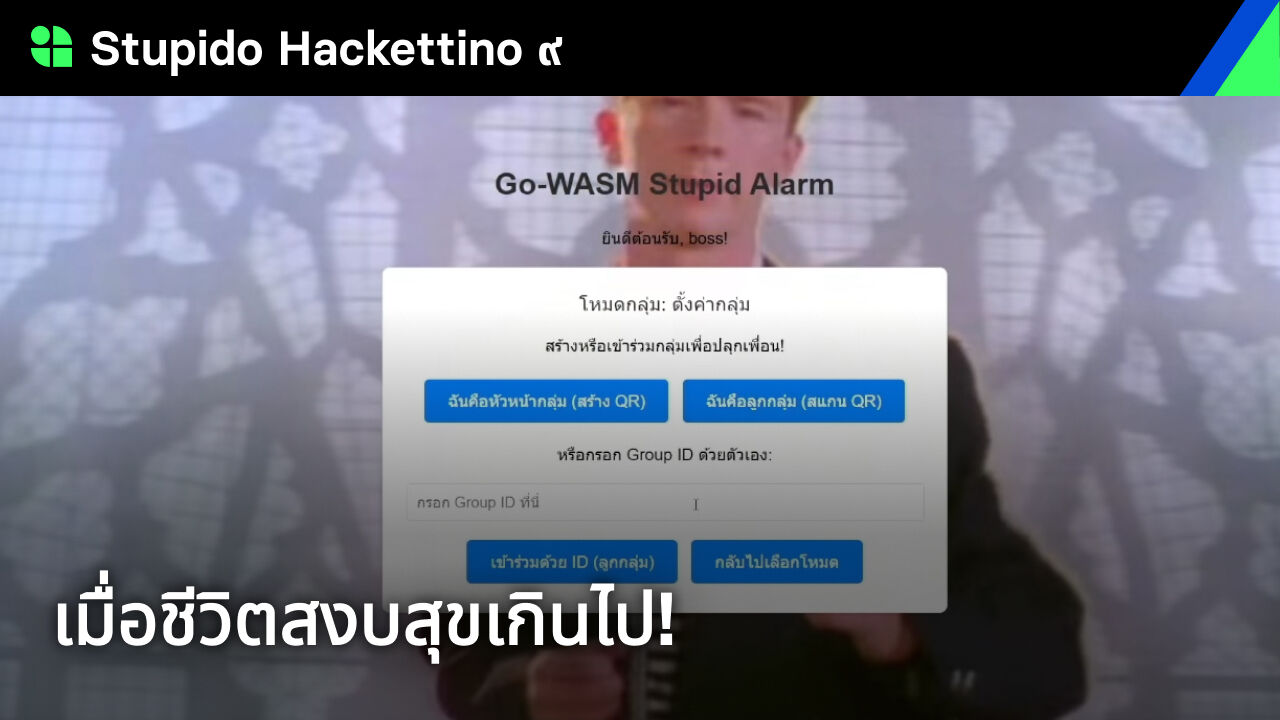 Stupido Hackettino ๙
Go-WASM Stupid Alarm
ยินดีต้อนรับ, boss!
โหมดกลุ่ม: ตั้งค่ากลุ่ม
สร้างหรือเข้าร่วมกลุ่มเพื่อปลุกเพื่อน!
ฉันคือหัวหน้ากลุ่ม (สร้าง QR) ฉันคือลูกกลุ่ม (สแกน QR)
หรือกรอก Group ID ด้วยตัวเอง:
กรอก Group ID ที่นี่
เข้าร่วมด้วย ID (ลูกกลุ่ม) กลับไปเลือกโหมด
เมื่อชีวิตสงบสุขเกินไป!